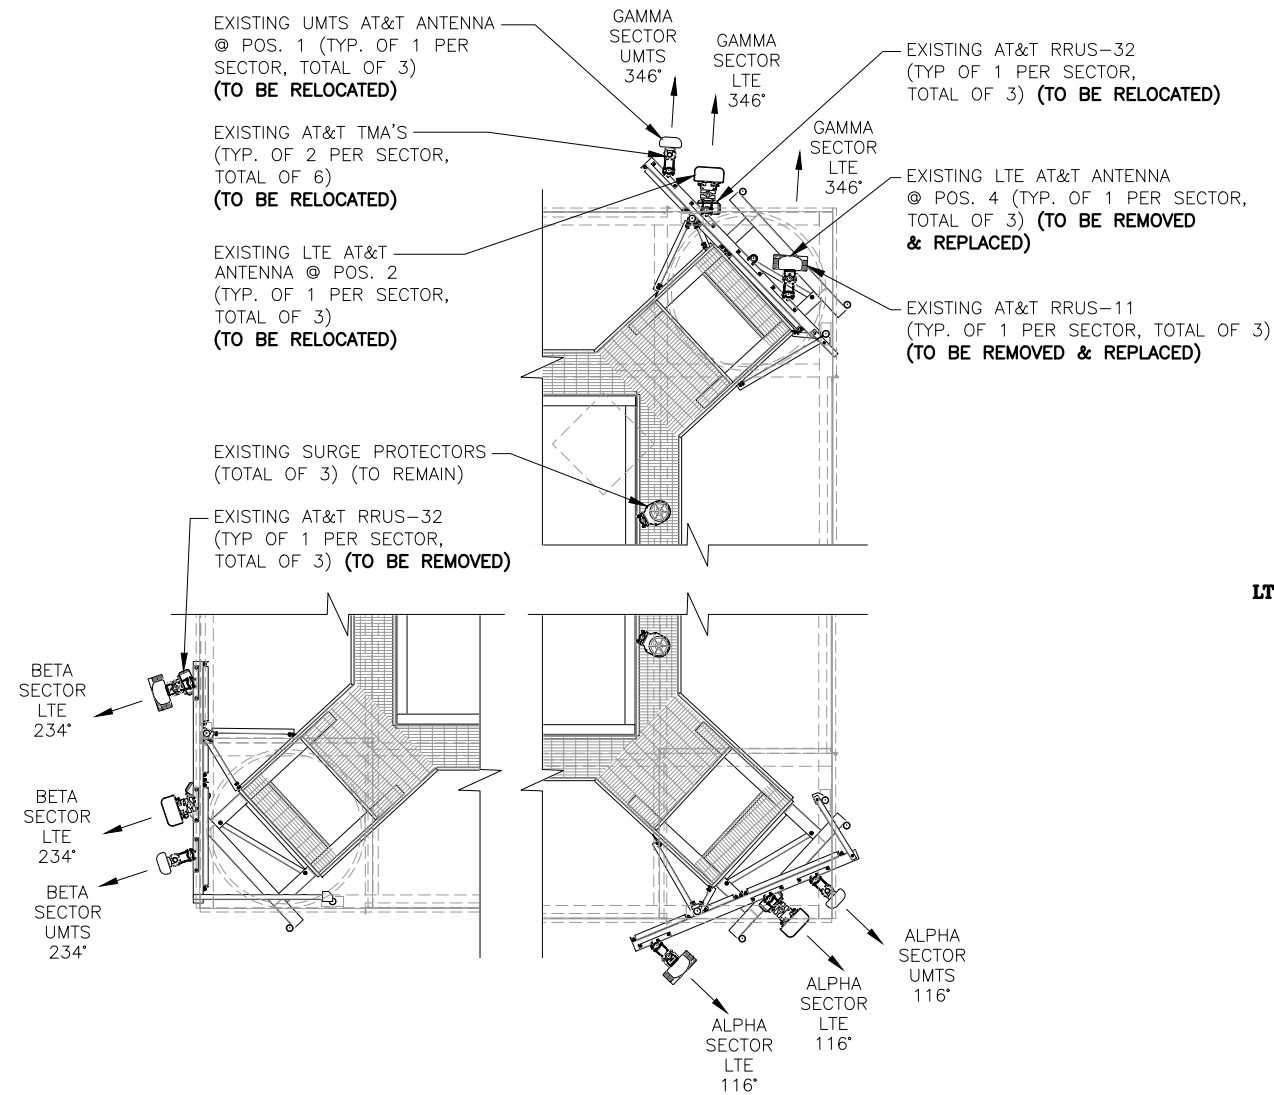 EXISTING UMTS AT&T ANTENNA
@ POS. 1 (TYP. OF 1 PER
SECTOR, TOTAL OF 3)
(TO BE RELOCATED)
EXISTING AT&T TMA'S
(TYP. OF 2 PER SECTOR,
TOTAL OF 6)
(TO BE RELOCATED)
EXISTING LTE AT&T
ANTENNA @ POS. 2
(TYP. OF 1 PER SECTOR,
TOTAL OF 3)
(TO BE RELOCATED)
GAMMA
SECTOR
UMTS
346°
GAMMA
SECTOR
LTE
346°
GAMMA
SECTOR
LTE
346°
EXISTING AT&T RRUS-32
(TYP OF 1 PER SECTOR,
TOTAL OF 3) (TO BE RELOCATED)
EXISTING LTE AT&T ANTENNA
@ POS. 4 (TYP. OF 1 PER SECTOR,
TOTAL OF 3) (TO BE REMOVED
& REPLACED)
EXISTING AT&T RRUS-11
(TYP. OF 1 PER SECTOR, TOTAL OF 3)
(TO BE REMOVED & REPLACED)
EXISTING SURGE PROTECTORS
(TOTAL OF 3) (TO REMAIN)
EXISTING AT&T RRUS-32
(TYP OF 1 PER SECTOR,
TOTAL OF 3) (TO BE REMOVED)
LT
BETA
SECTOR
LTE
234°
BETA
SECTOR
LTE
234°
BETA
SECTOR
UMTS
234°
ALPHA
SECTOR
UMTS
116°
ALPHA
SECTOR
LTE
116°
ALPHA
SECTOR
LTE
116°